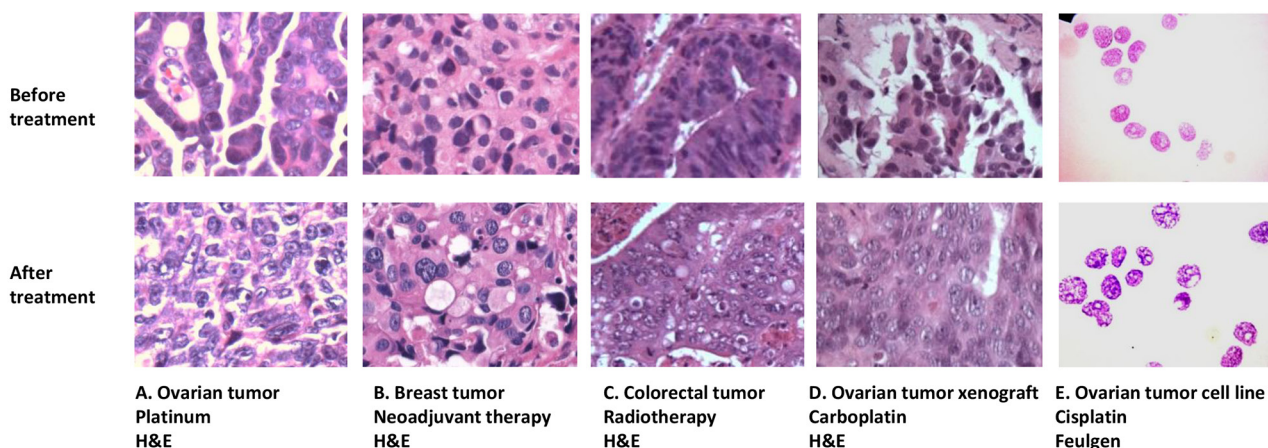 Before
treatment
After
treatment
A. Ovarian tumor
Platinum
H&E
B. Breast tumor
Neoadjuvant therapy
H&E
C. Colorectal tumor
Radiotherapy
H&E
D. Ovarian tumor xenograft
Carboplatin
H&E
E. Ovarian tumor cell line
Cisplatin
Feulgen